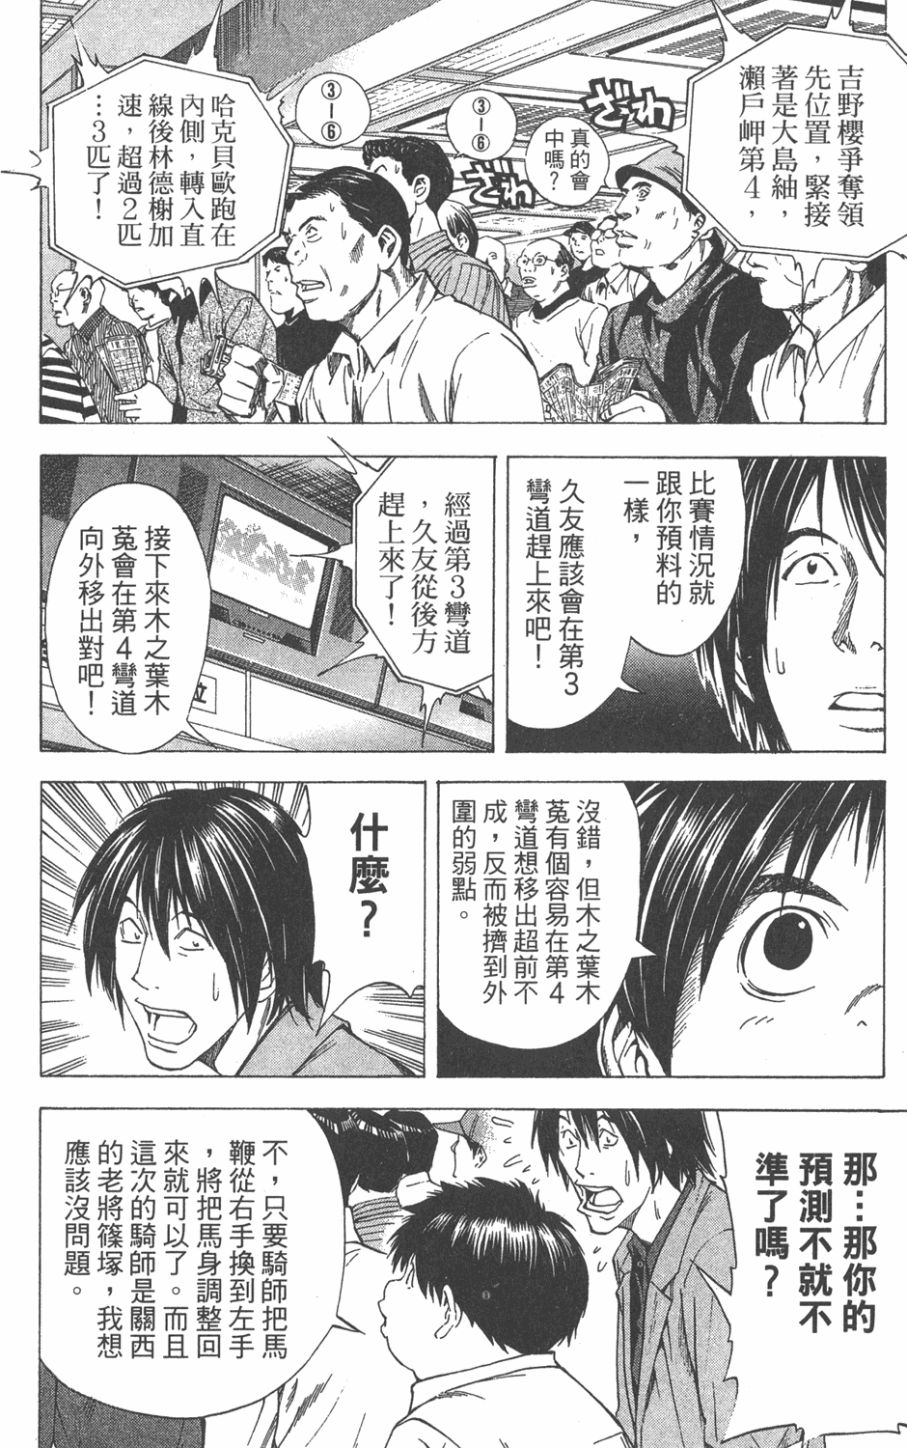 吉野櫻爭奪領
先位置，緊接
著是大島紬，
瀨戶岬第４，
ざわ
真的會
中嗎？
③－⑥
ざわ
③－⑥
哈克貝歐跑在
內側，轉入直
線後林德榭加
速，超過２匹
…３匹了！
比賽情況就
跟你預料的
一樣，
久友應該會在第３
彎道趕上來吧！
經過第３彎道
，久友從後方
趕上來了！
接下來木之葉木
菟會在第４彎道
向外移出對吧！
位
沒錯，但木之葉木
菟有個容易在第４
彎道想移出超前不
成，反而被擠到外
圍的弱點。
什麼？
那…那你的
預測不就不
準了嗎？
不，只要騎師把馬
鞭從右手換到左手
，將把馬身調整回
來就可以了。而且
這次的騎師是關西
的老將篠塚，我想
應該沒問題。